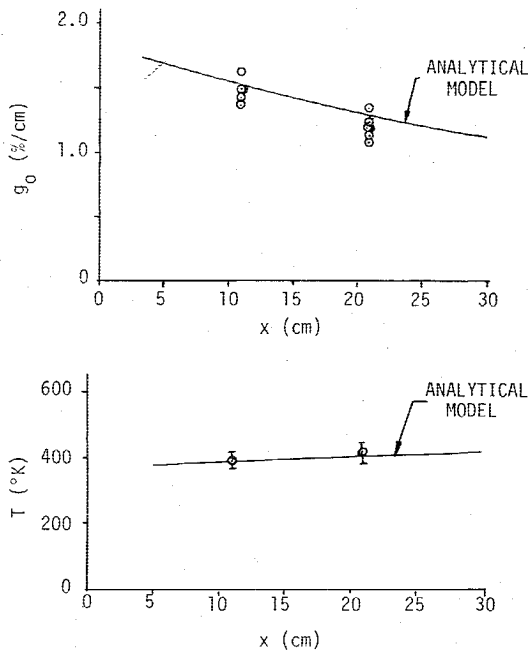 2.0
1.0
0
g₀ (%/cm)
ANALYTICAL
MODEL
0 5 10 15 20 25 30
x (cm)
600
400
200
0
T (°K)
ANALYTICAL
MODEL
0 5 10 15 20 25 30
x (cm)